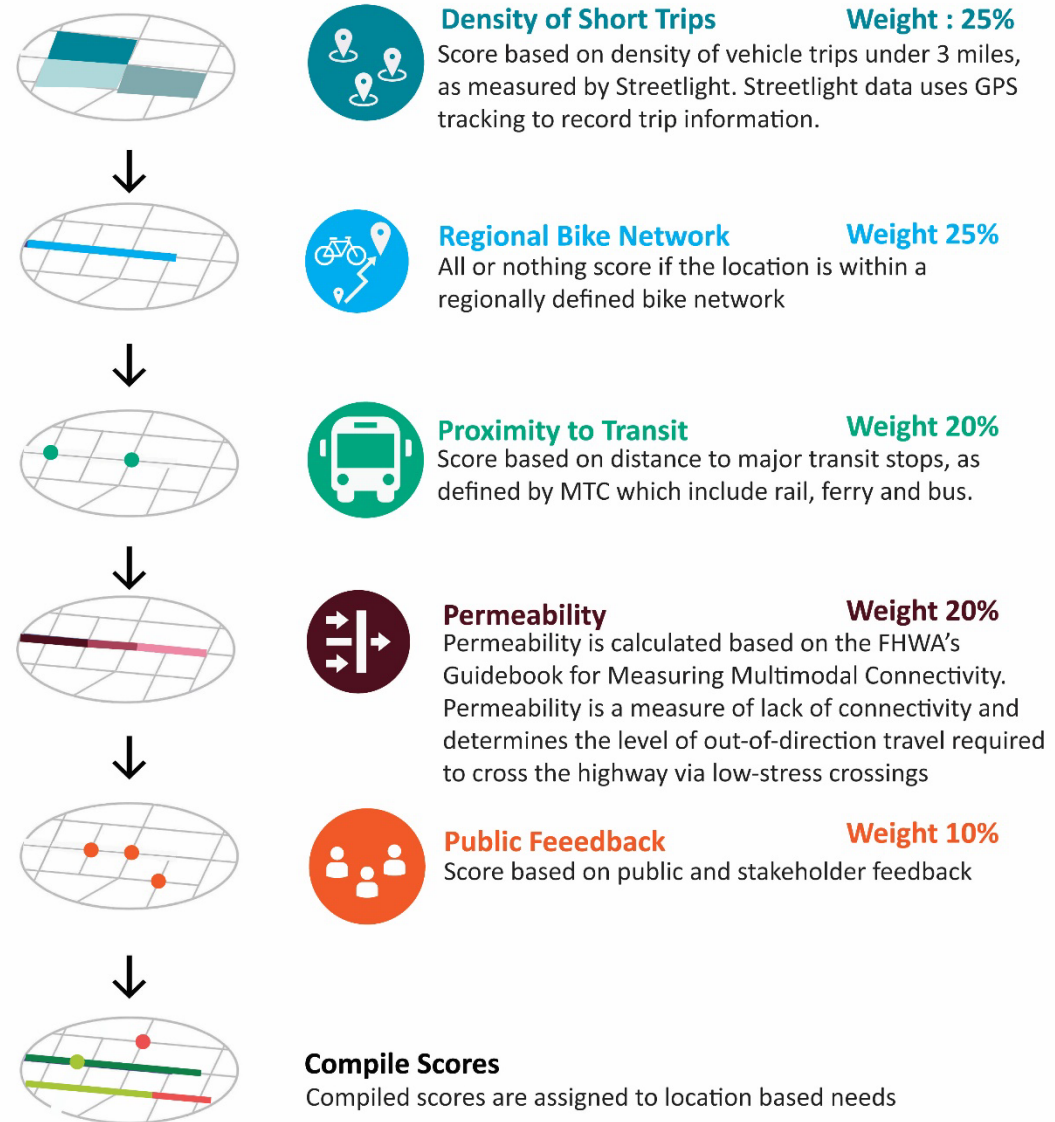 Density of Short Trips Weight : 25%
Score based on density of vehicle trips under 3 miles,
as measured by Streetlight. Streetlight data uses GPS
tracking to record trip information.
Regional Bike Network Weight 25%
All or nothing score if the location is within a
regionally defined bike network
Proximity to Transit Weight 20%
Score based on distance to major transit stops, as
defined by MTC which include rail, ferry and bus.
Permeability Weight 20%
Permeability is calculated based on the FHWA’s
Guidebook for Measuring Multimodal Connectivity.
Permeability is a measure of lack of connectivity and
determines the level of out-of-direction travel required
to cross the highway via low-stress crossings
Public Feeedback Weight 10%
Score based on public and stakeholder feedback
Compile Scores
Compiled scores are assigned to location based needs